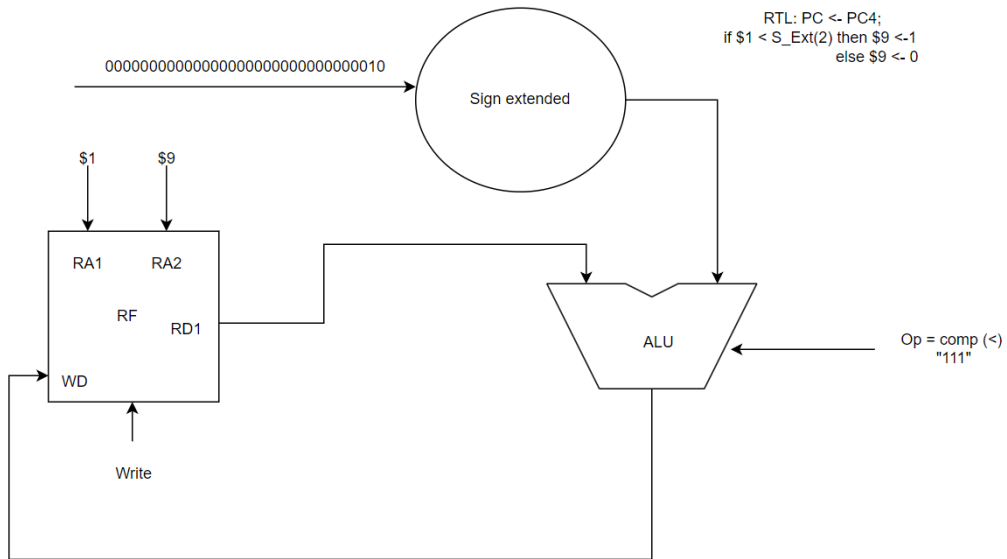 RTL: PC <- PC4;
if $1 < S_Ext(2) then $9 <-1
else $9 <- 0
00000000000000000000000000000010
Sign extended
$1
$9
RA1
RA2
RF
RD1
WD
Write
ALU
Op = comp (<)
"111"